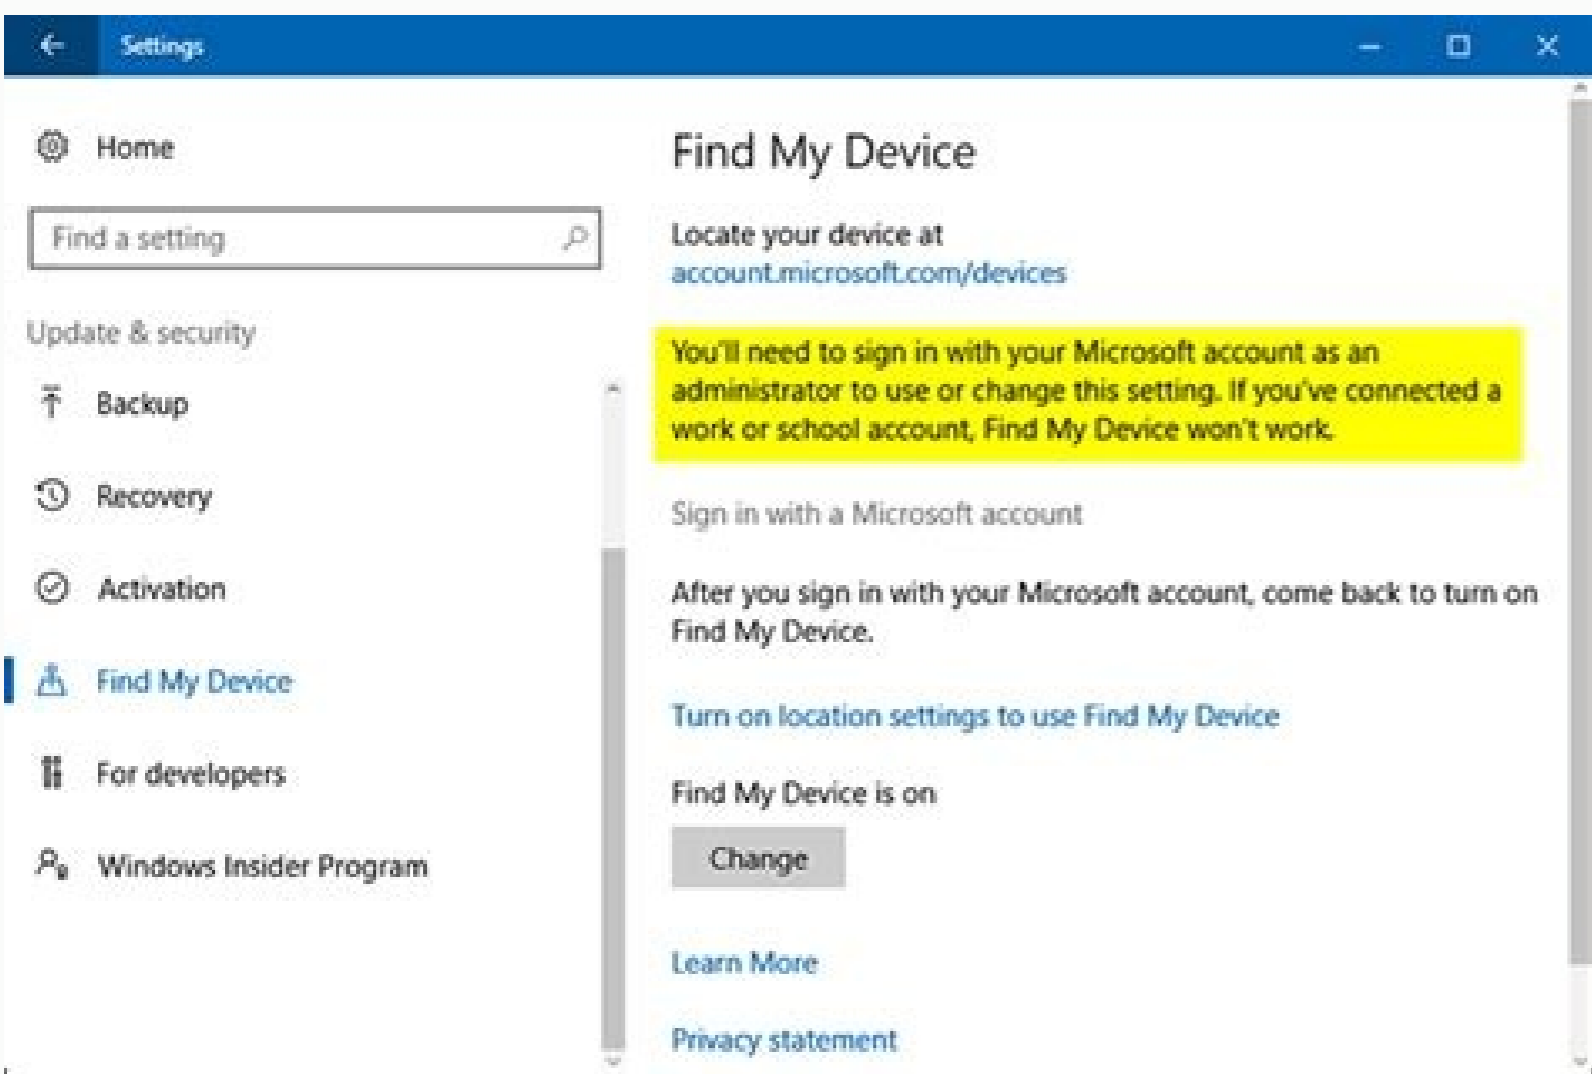 Settings
Home
Find a setting
Update & security
Backup
Recovery
Activation
Find My Device
For developers
Windows Insider Program
Find My Device
Locate your device at
account.microsoft.com/devices
You'll need to sign in with your Microsoft account as an
administrator to use or change this setting. If you've connected a
work or school account, Find My Device won't work.
Sign in with a Microsoft account
After you sign in with your Microsoft account, come back to turn on
Find My Device.
Turn on location settings to use Find My Device
Find My Device is on
Change
Learn More
Privacy statement